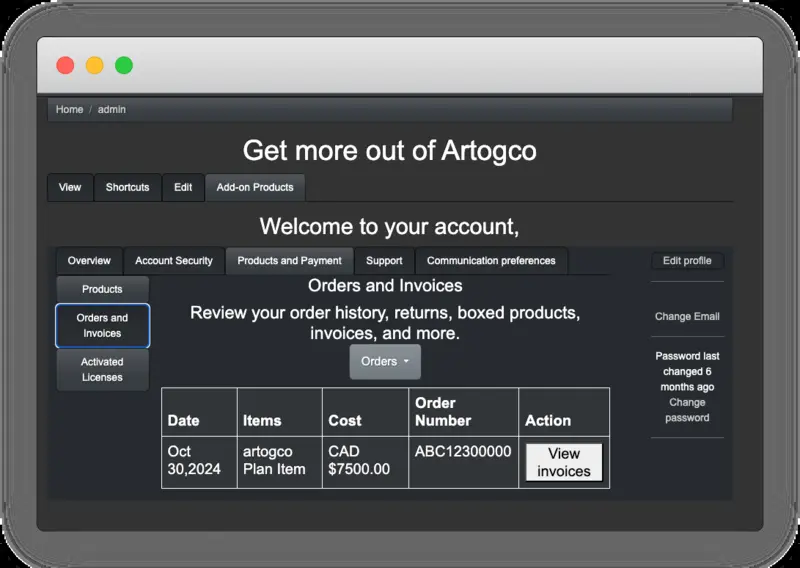 Home / admin
Get more out of Artogco
View Shortcuts Edit Add-on Products
Welcome to your account,
Overview Account Security Products and Payment Support Communication preferences
Edit profile
Products
Orders and
Invoices
Activated
Licenses
Orders and Invoices
Review your order history, returns, boxed products,
invoices, and more.
Orders
Date Items Cost Order
Number Action
Oct
30,2024 artogco
Plan Item CAD
$7500.00 ABC12300000 View
invoices
Change Email
Password last
changed 6
months ago
Change
password